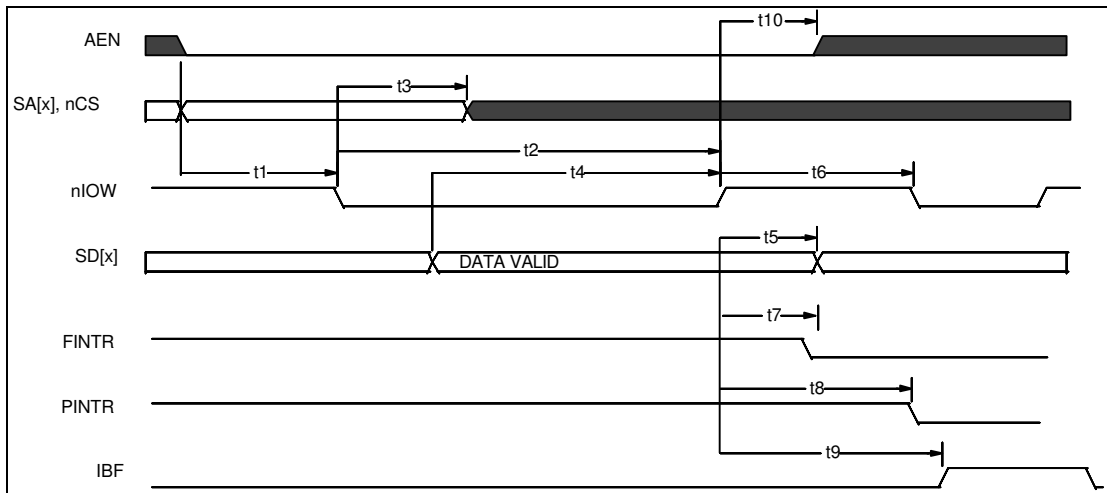 t10
AEN
t3
SA[x], nCS
t2
t1
t4
t6
nIOW
t5
SD[x]
DATA VALID
t7
FINTR
t8
PINTR
t9
IBF